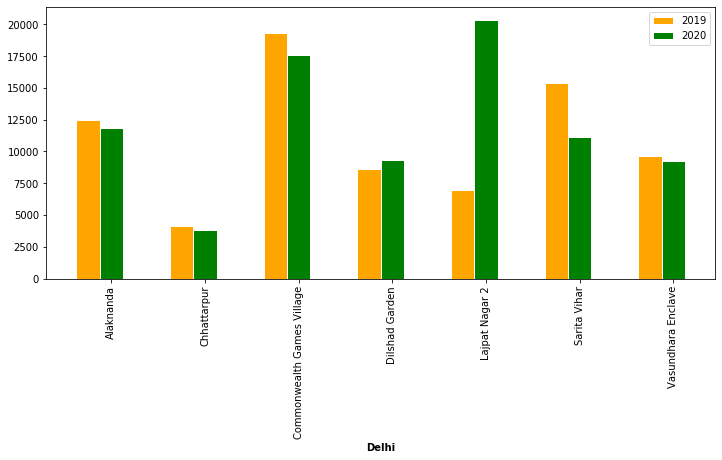 20000
17500
15000
12500
10000
7500
5000
2500
0
2019
2020
Alaknanda
Chhattarpur
Commonwealth Games Village
Dilshad Garden
Lajpat Nagar 2
Sarita Vihar
Vasundhara Enclave
Delhi